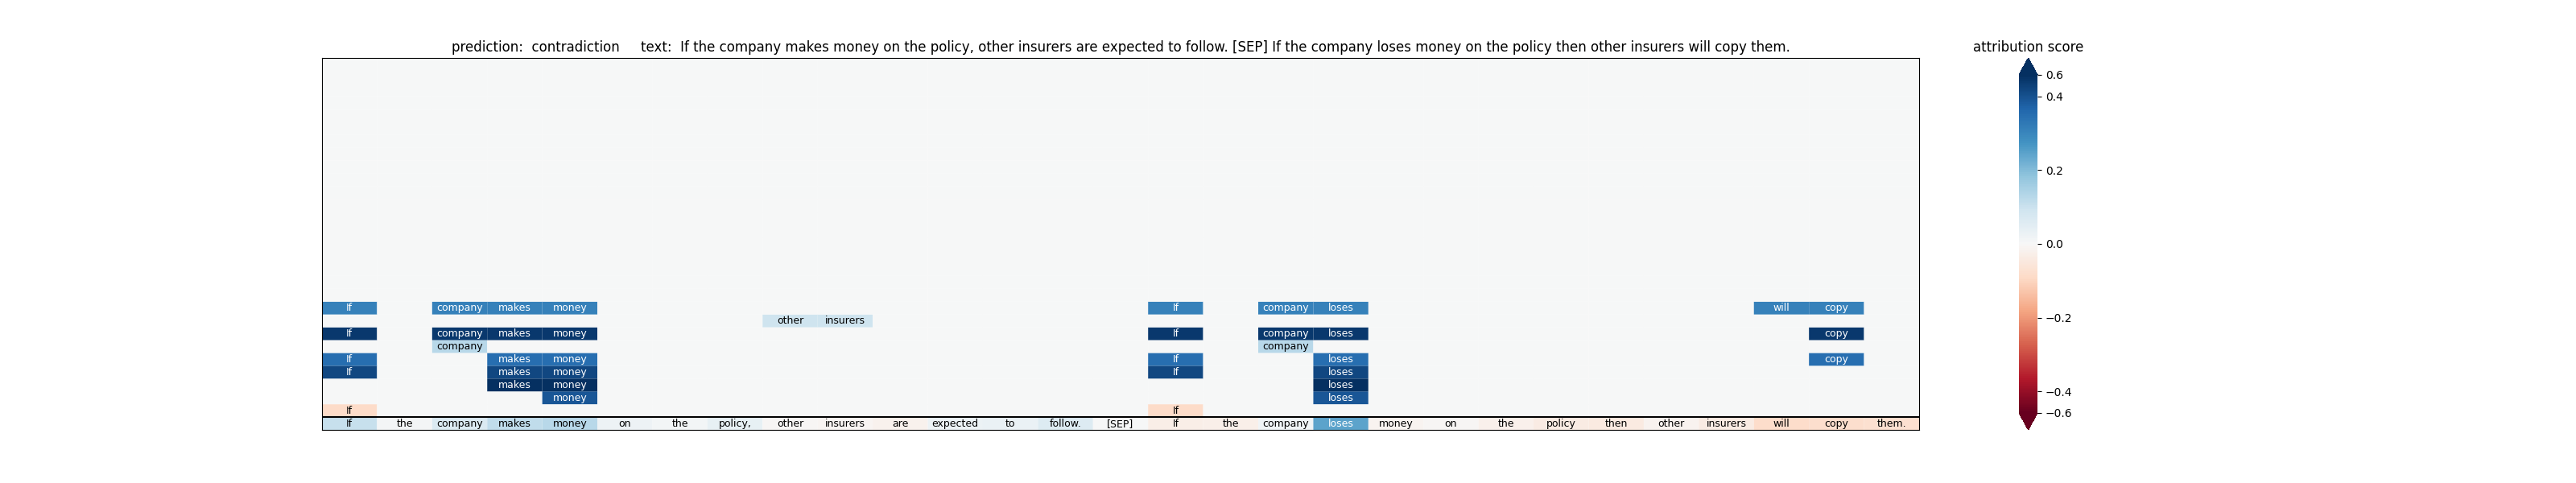 prediction: contradiction text: If the company makes money on the policy, other insurers are expected to follow. [SEP] If the company loses money on the policy then other insurers will copy them.
attribution score
0.6
0.4
0.2
0.0
−0.2
−0.4
−0.6
If company makes money If company loses will copy
other insurers
If company makes money If company loses copy
company company
If makes money If loses copy
If makes money If loses
makes money loses
money loses
If If
If the company makes money on the policy, other insurers are expected to follow. [SEP] If the company loses money on the policy then other insurers will copy them.